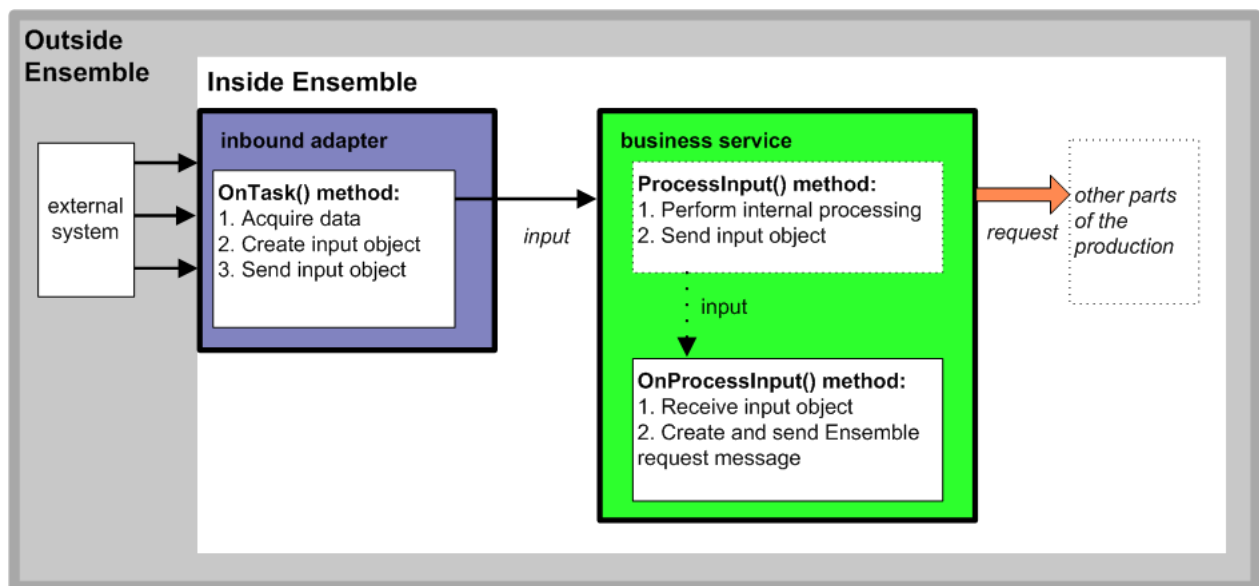 Outside
Ensemble
Inside Ensemble
external
system
inbound adapter
OnTask() method:
1. Acquire data
2. Create input object
3. Send input object
input
business service
ProcessInput() method:
1. Perform internal processing
2. Send input object
input
OnProcessInput() method:
1. Receive input object
2. Create and send Ensemble
request message
request
other parts
of the
production